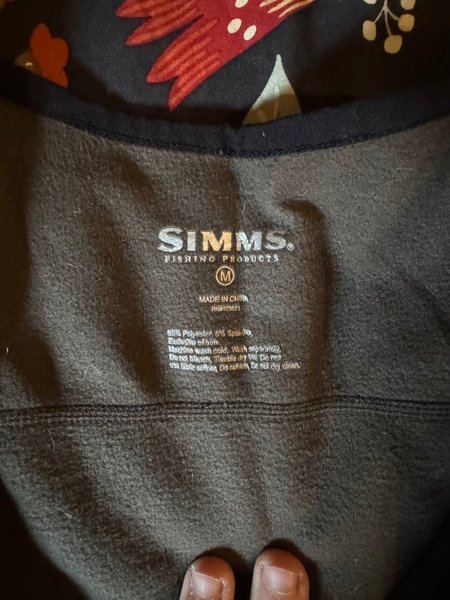 SIMMS®
FISHING PRODUCTS
M
MADE IN CHINA
95% Polyester, 5% Spandex
Exclusive of trim.
Machine wash cold. Wash separately.
Do not bleach. Tumble dry low. Do not
use fabric softner. Do not iron. Do not dry clean.